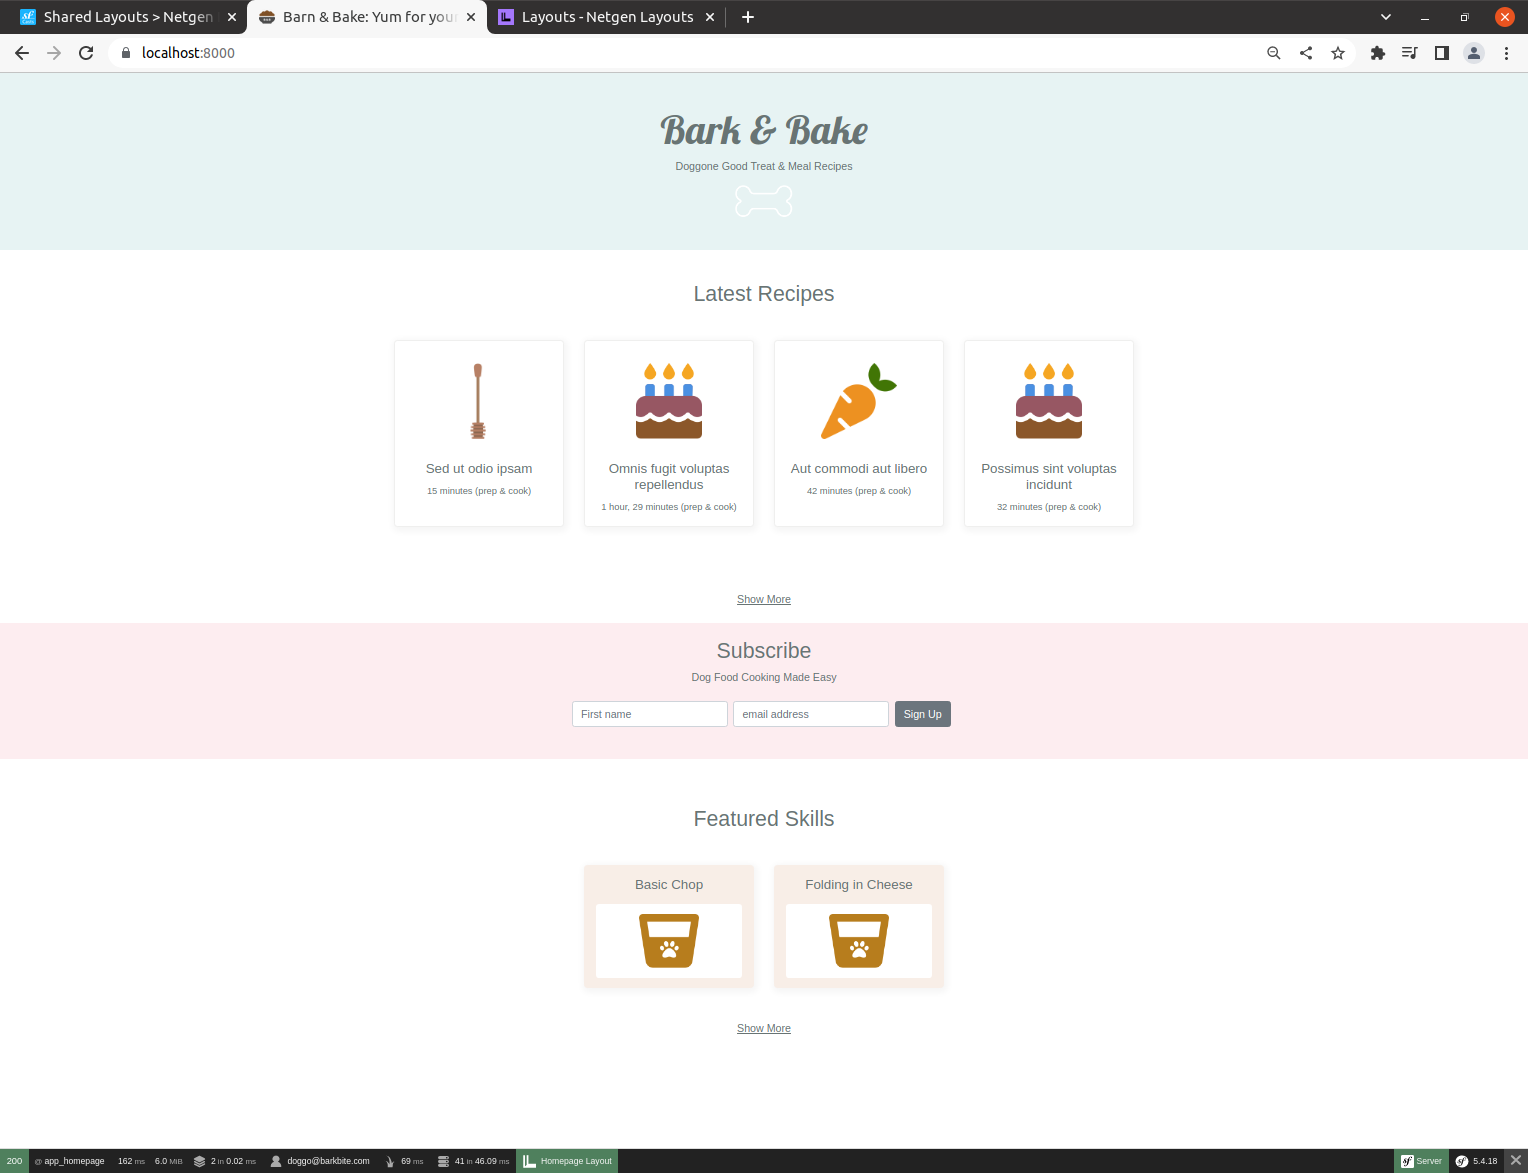 Shared Layouts > Netgen
Barn & Bake: Yum for your
Layouts - Netgen Layouts
localhost:8000
Bark & Bake
Doggone Good Treat & Meal Recipes
Latest Recipes
Sed ut odio ipsam
15 minutes (prep & cook)
Omnis fugit voluptas
repellendus
1 hour, 29 minutes (prep & cook)
Aut commodi aut libero
42 minutes (prep & cook)
Possimus sint voluptas
incidunt
32 minutes (prep & cook)
Show More
Subscribe
Dog Food Cooking Made Easy
First name
email address
Sign Up
Featured Skills
Basic Chop
Folding in Cheese
Show More
200 @ app_homepage 162 ms 6.0 MiB 2 in 0.02 ms doggo@barkbite.com 69 ms 41 in 46.09 ms Homepage Layout Server 5.4.18